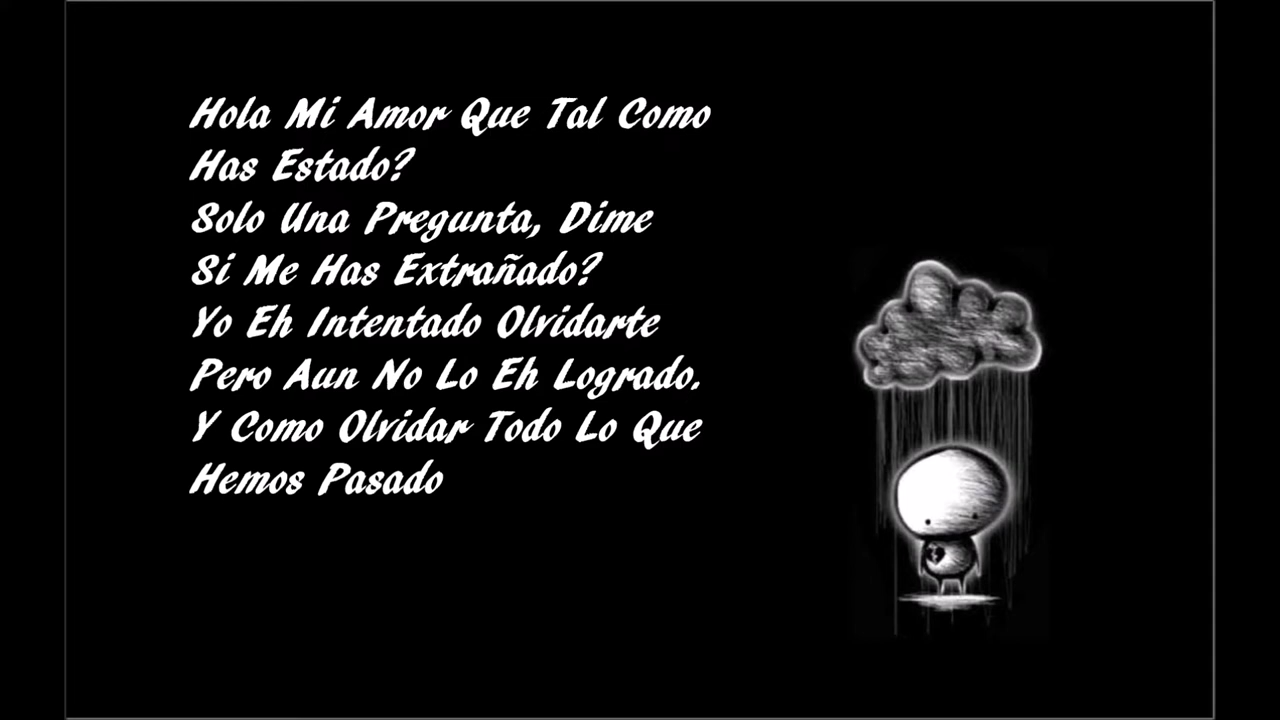 Hola Mi Amor Que Tal Como
Has Estado?
Solo Una Pregunta, Dime
Si Me Has Extrañado?
Yo Eh Intentado Olvidarte
Pero Aun No Lo Eh Logrado.
Y Como Olvidar Todo Lo Que
Hemos Pasado